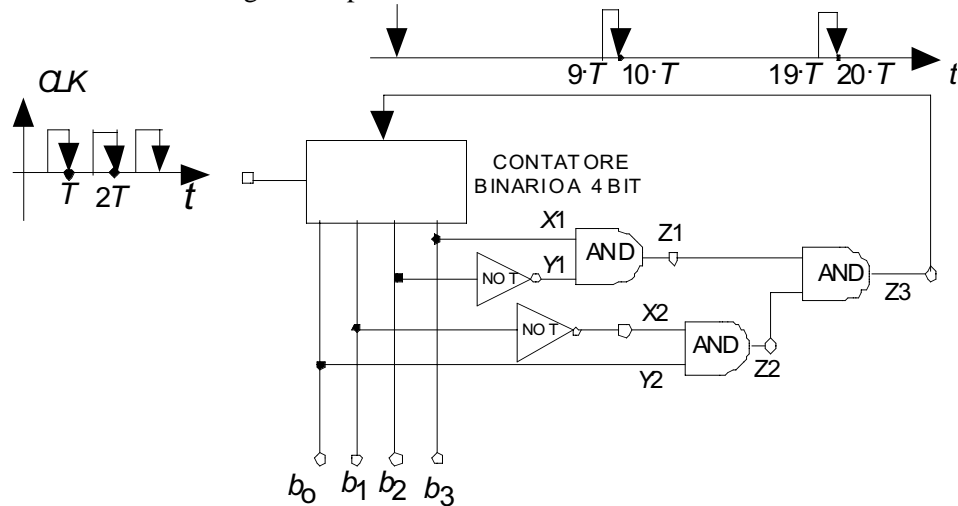 9·T 10·T 19·T 20·T t
CLK
T 2T t
CONTATORE
BINARIO A 4 BIT
X1
AND
Z1
Y1
NOT
AND
Z3
NOT
X2
AND
Z2
Y2
b0 b1 b2 b3